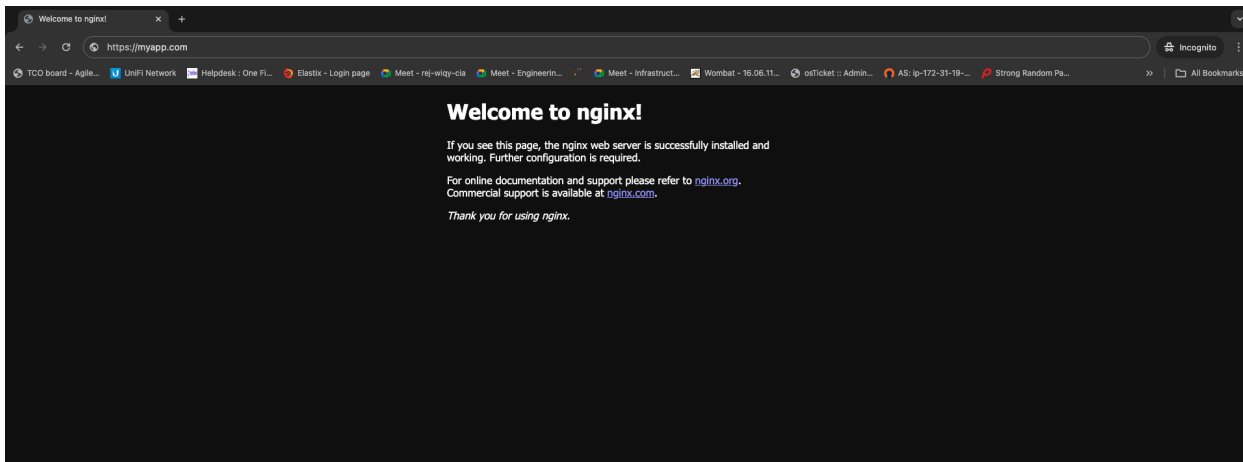 Welcome to nginx!
https://myapp.com
Incognito
TCO board - Agile... UniFi Network Helpdesk : One Fi... Elastix - Login page Meet - rej-wiqy-cia Meet - Engineerin... Meet - Infrastruct... Wombat - 16.06.11... osTicket :: Admin... AS: ip-172-31-19-... Strong Random Pa... All Bookmarks
Welcome to nginx!
If you see this page, the nginx web server is successfully installed and
working. Further configuration is required.
For online documentation and support please refer to nginx.org.
Commercial support is available at nginx.com.
Thank you for using nginx.